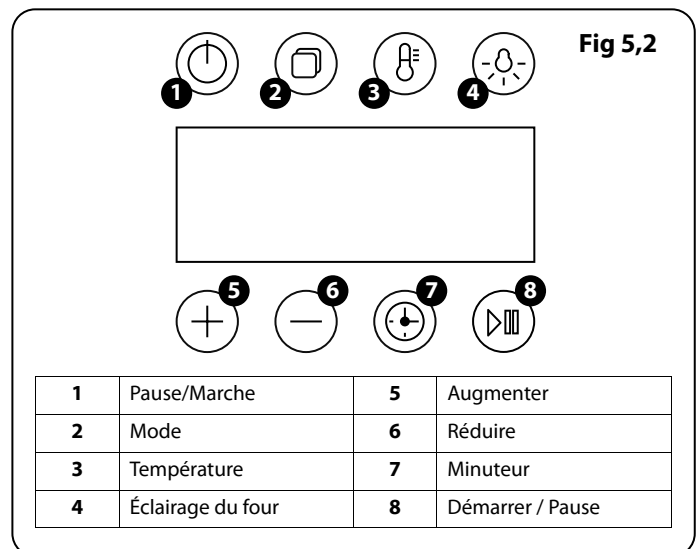 Fig 5,2
1 2 3 4
5 6 7 8
1 Pause/Marche 5 Augmenter
2 Mode 6 Réduire
3 Température 7 Minuteur
4 Éclairage du four 8 Démarrer / Pause